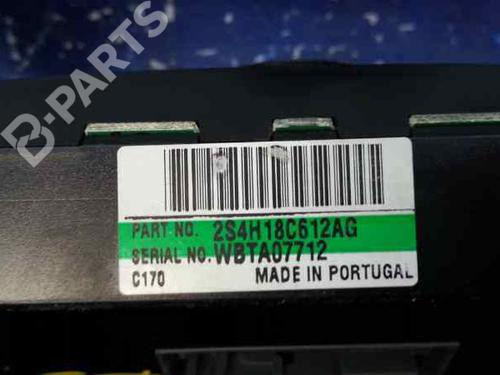 B-PARTS
PART NO. 2S4H18C612AG
SERIAL NO. WBTA07712
C170 MADE IN PORTUGAL